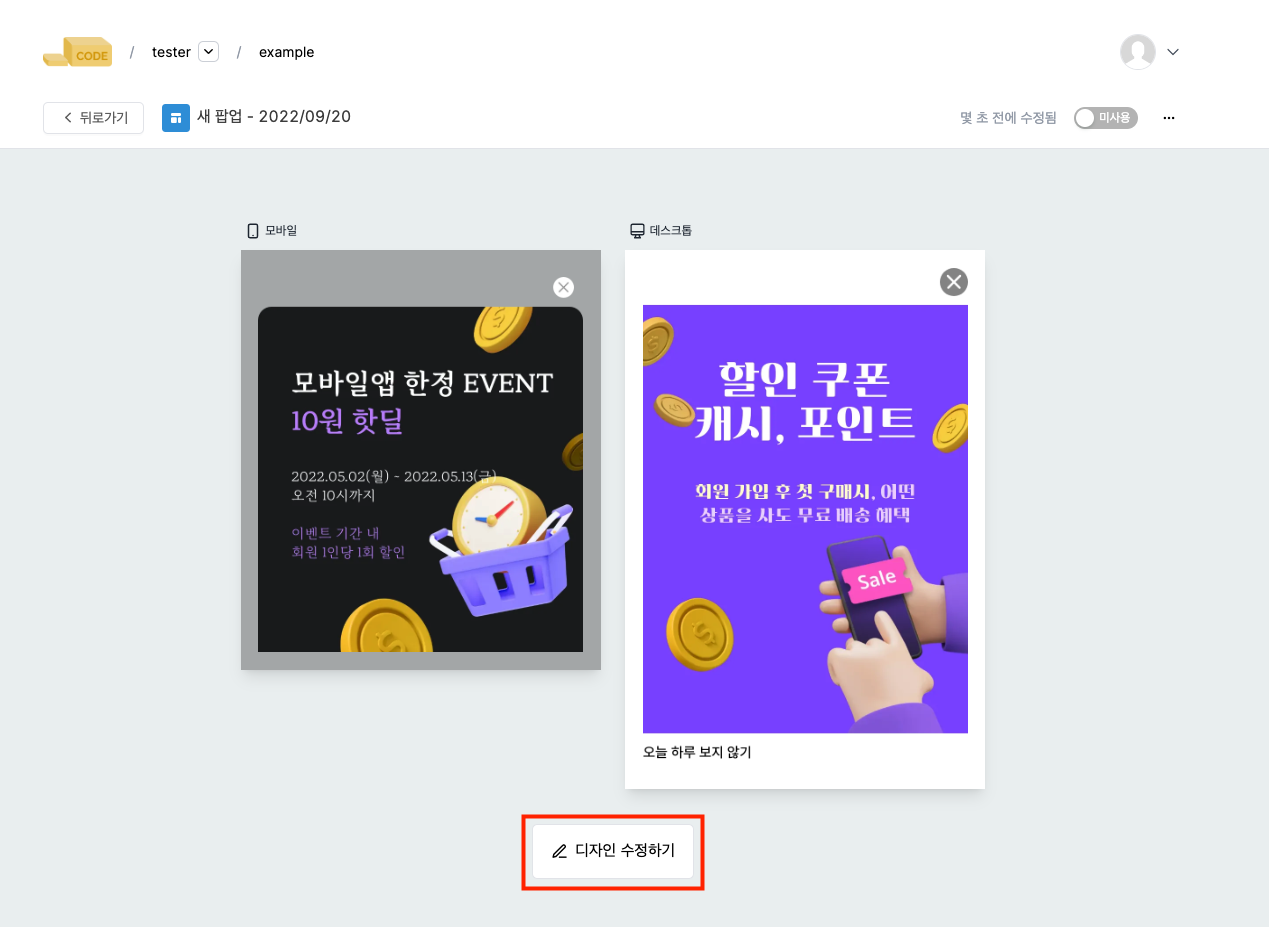 CODE / tester / example
뒤로가기 새 팝업 - 2022/09/20 몇 초 전에 수정됨 미사용 ···
모바일
모바일앱 한정 EVENT
10원 핫딜
2022.05.02(월) - 2022.05.13(금)
오전 10시까지
이벤트 기간 내
회원 1인당 1회 할인
데스크톱
할인 쿠폰
캐시, 포인트
회원 가입 후 첫 구매시, 어떤
상품을 사도 무료 배송 혜택
Sale
오늘 하루 보지 않기
디자인 수정하기